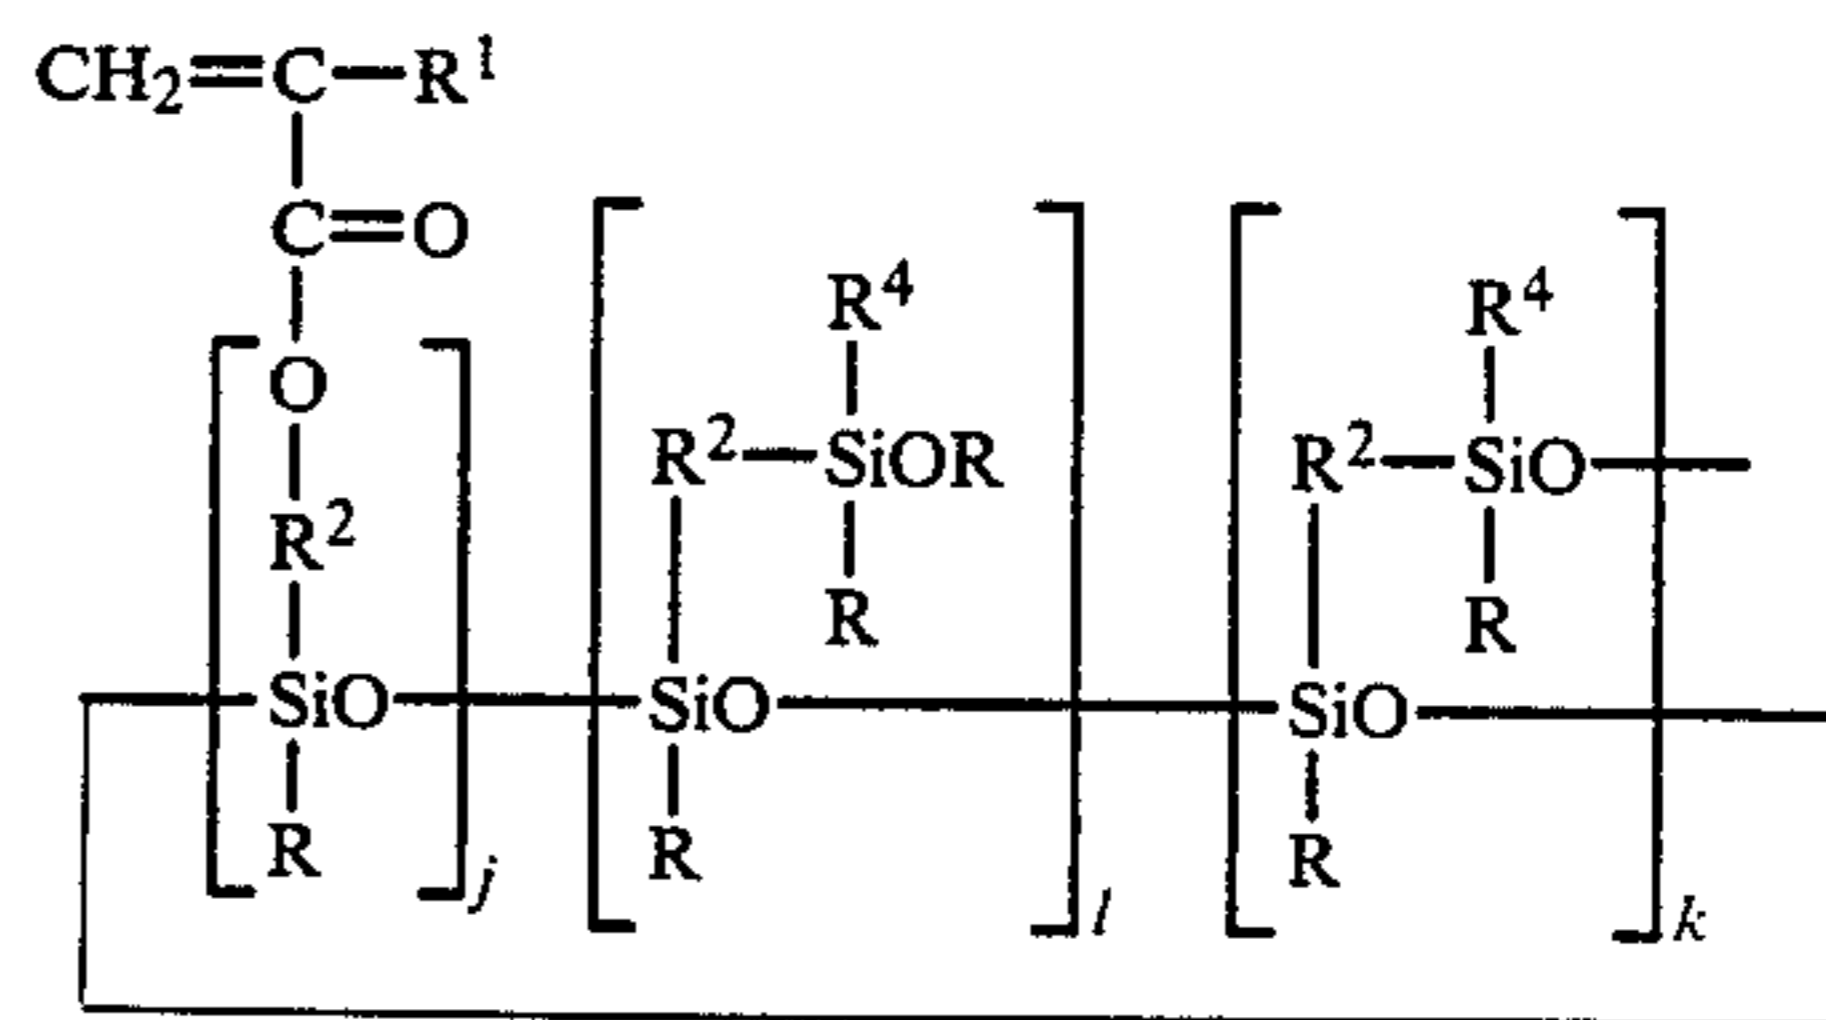 CH₂=C—R¹
C=O
O
R⁴
R⁴
R²—SiOR
R²—SiO—
R²
R
R
—SiO—SiO—SiO—
R
R
R
j
l
k